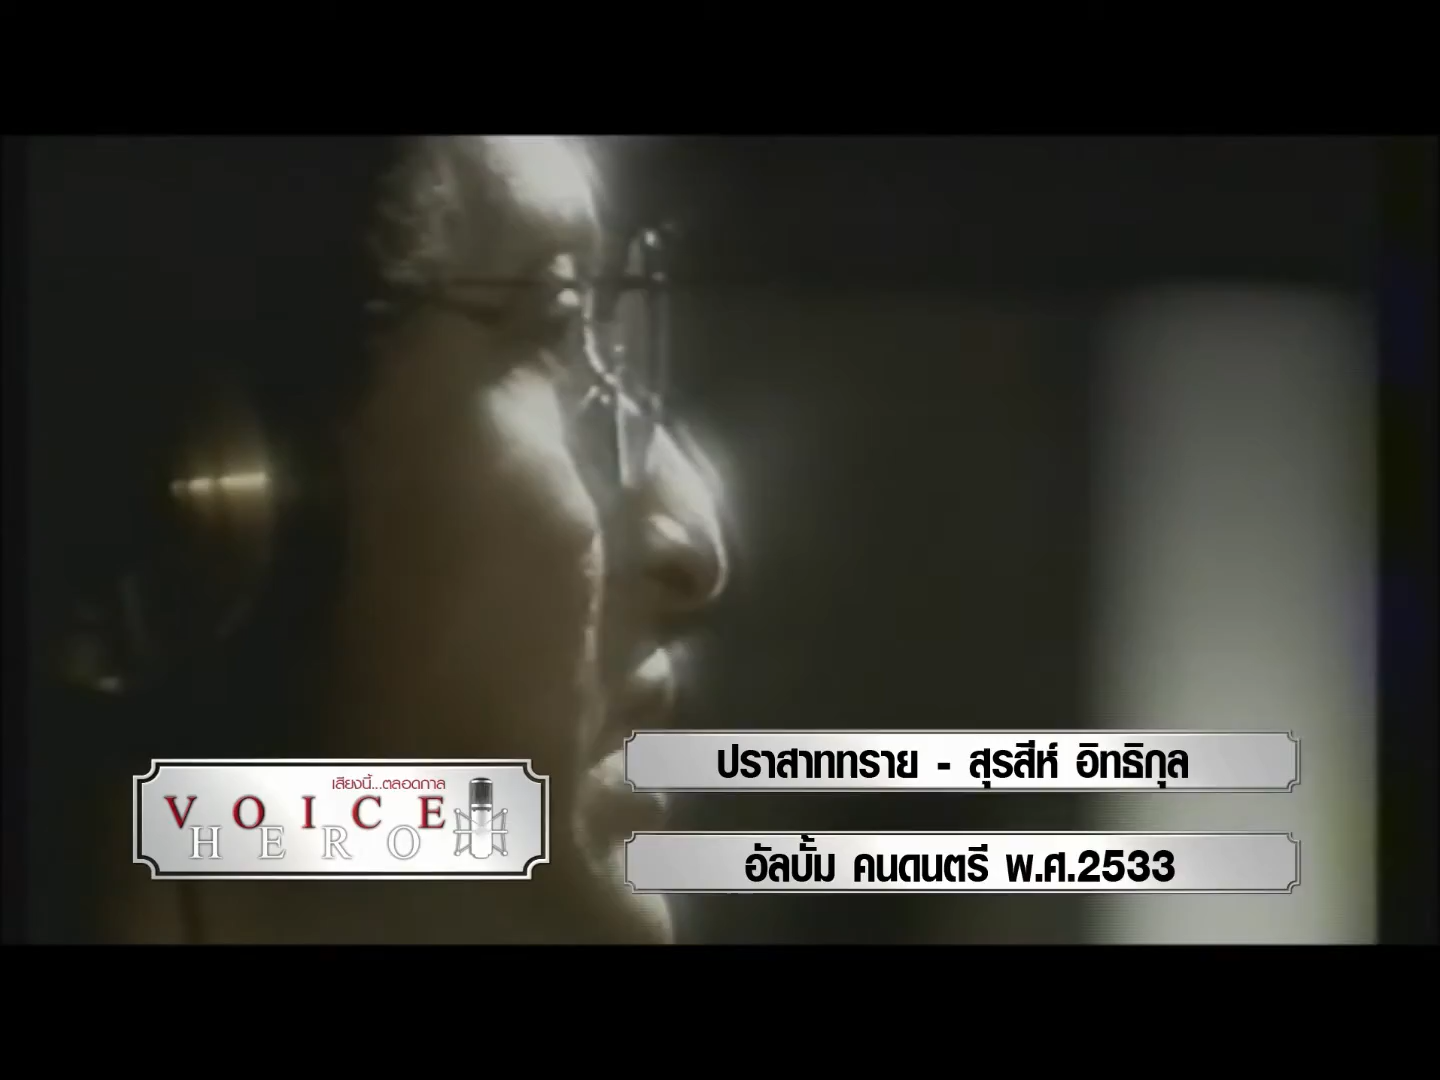 เสียงนี้...ตลอดกาล
VOICE
HERO
ปราสาททราย - สุรสีห์ อิทธิกุล
อัลบั้ม คนดนตรี พ.ศ.2533